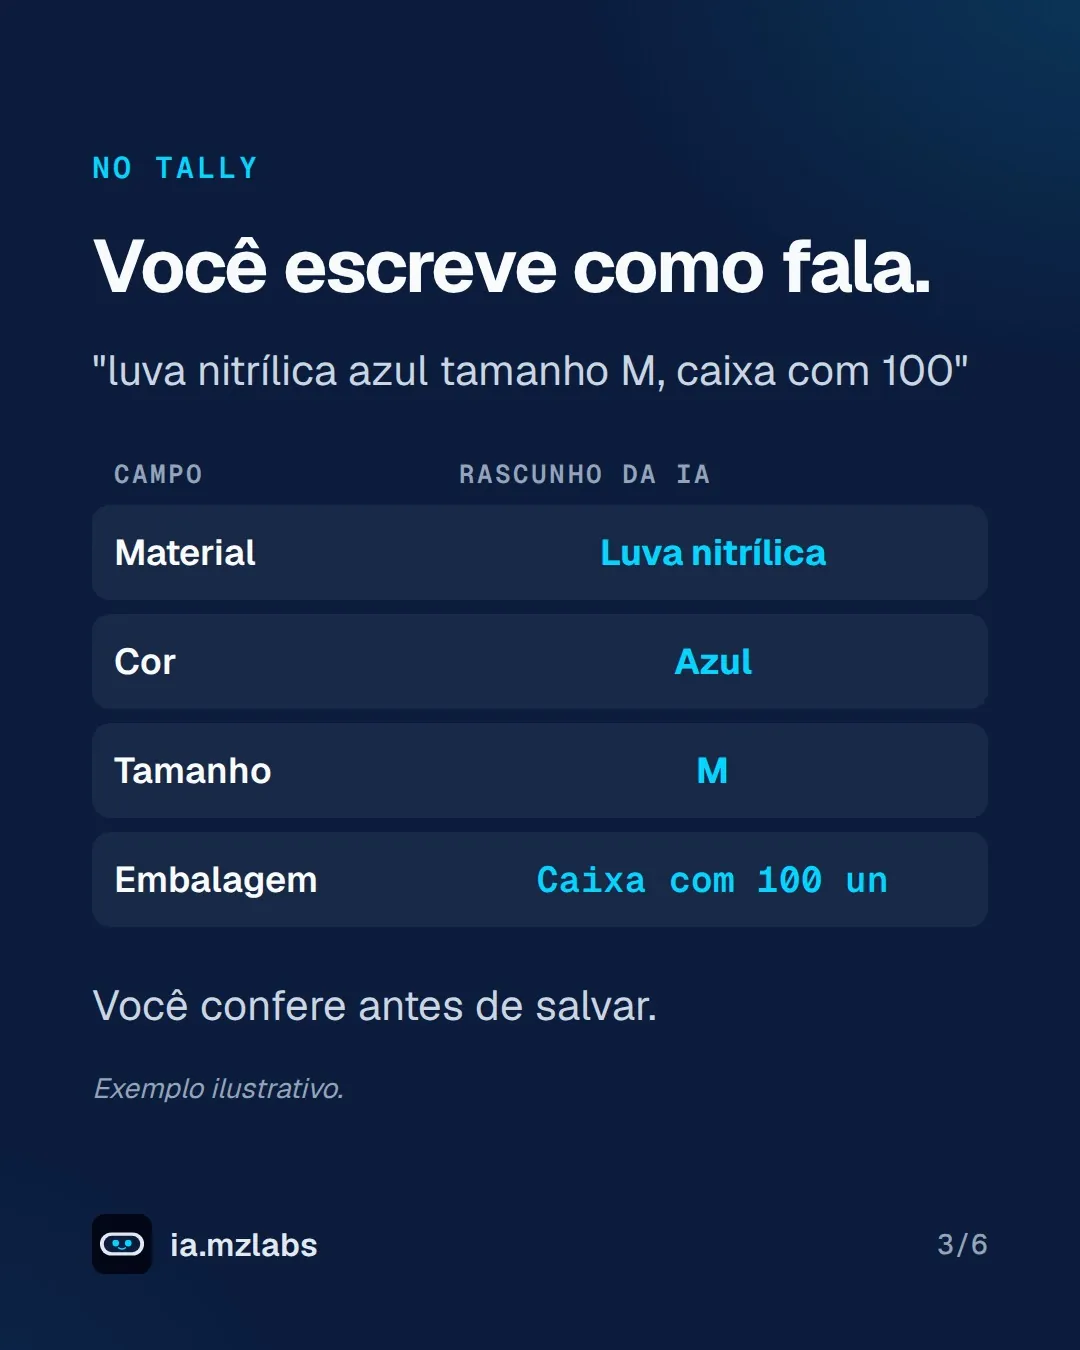 NO TALLY
Você escreve como fala.
"luva nitrílica azul tamanho M, caixa com 100"
CAMPO RASCUNHO DA IA
Material Luva nitrílica
Cor Azul
Tamanho M
Embalagem Caixa com 100 un
Você confere antes de salvar.
Exemplo ilustrativo.
ia.mzlabs 3/6